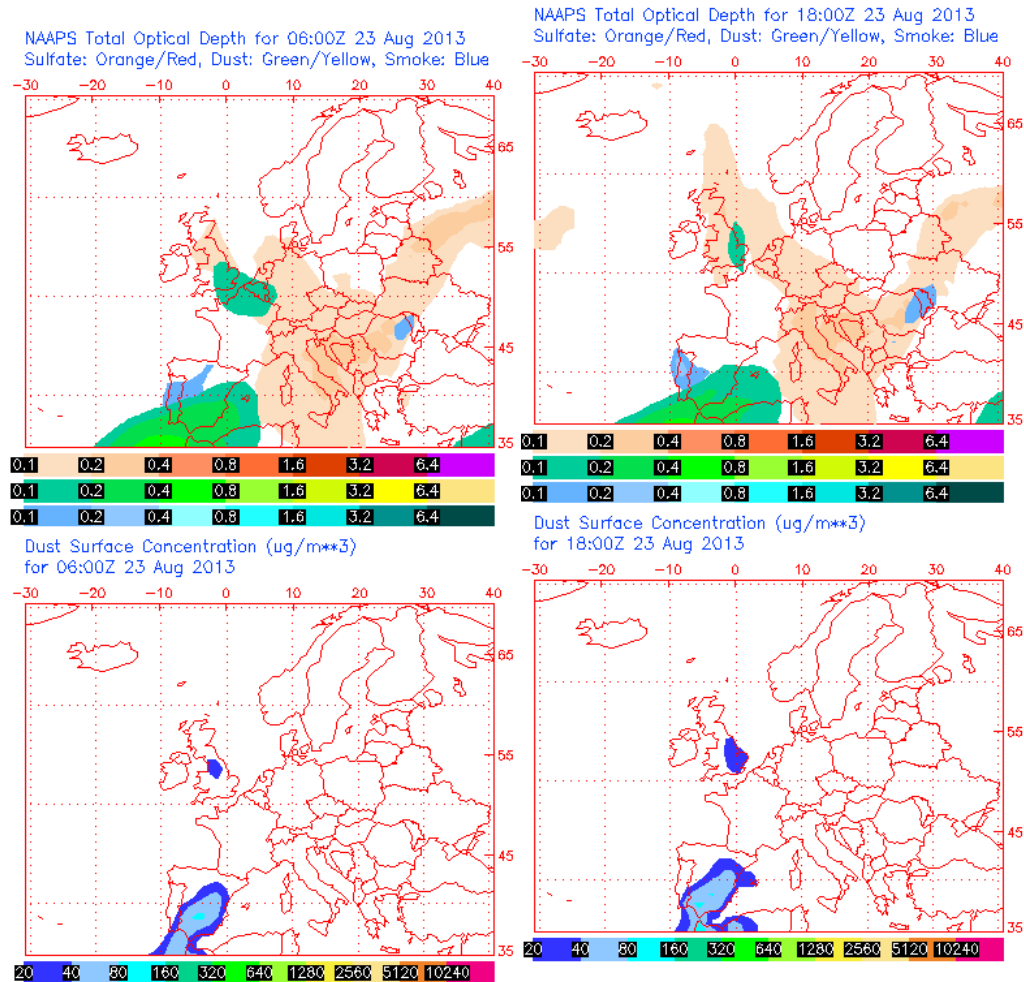 NAAPS Total Optical Depth for 06:00Z 23 Aug 2013
Sulfate: Orange/Red, Dust: Green/Yellow, Smoke: Blue
-30 -20 -10 0 10 20 30 40
65
55
45
35
0.1 0.2 0.4 0.8 1.6 3.2 6.4
0.1 0.2 0.4 0.8 1.6 3.2 6.4
0.1 0.2 0.4 0.8 1.6 3.2 6.4
NAAPS Total Optical Depth for 18:00Z 23 Aug 2013
Sulfate: Orange/Red, Dust: Green/Yellow, Smoke: Blue
-30 -20 -10 0 10 20 30 40
65
55
45
35
0.1 0.2 0.4 0.8 1.6 3.2 6.4
0.1 0.2 0.4 0.8 1.6 3.2 6.4
0.1 0.2 0.4 0.8 1.6 3.2 6.4
Dust Surface Concentration (ug/m**3)
for 06:00Z 23 Aug 2013
-30 -20 -10 0 10 20 30 40
65
55
45
35
20 40 80 160 320 640 1280 2560 5120 10240
Dust Surface Concentration (ug/m**3)
for 18:00Z 23 Aug 2013
-30 -20 -10 0 10 20 30 40
65
55
45
35
20 40 80 160 320 640 1280 2560 5120 10240